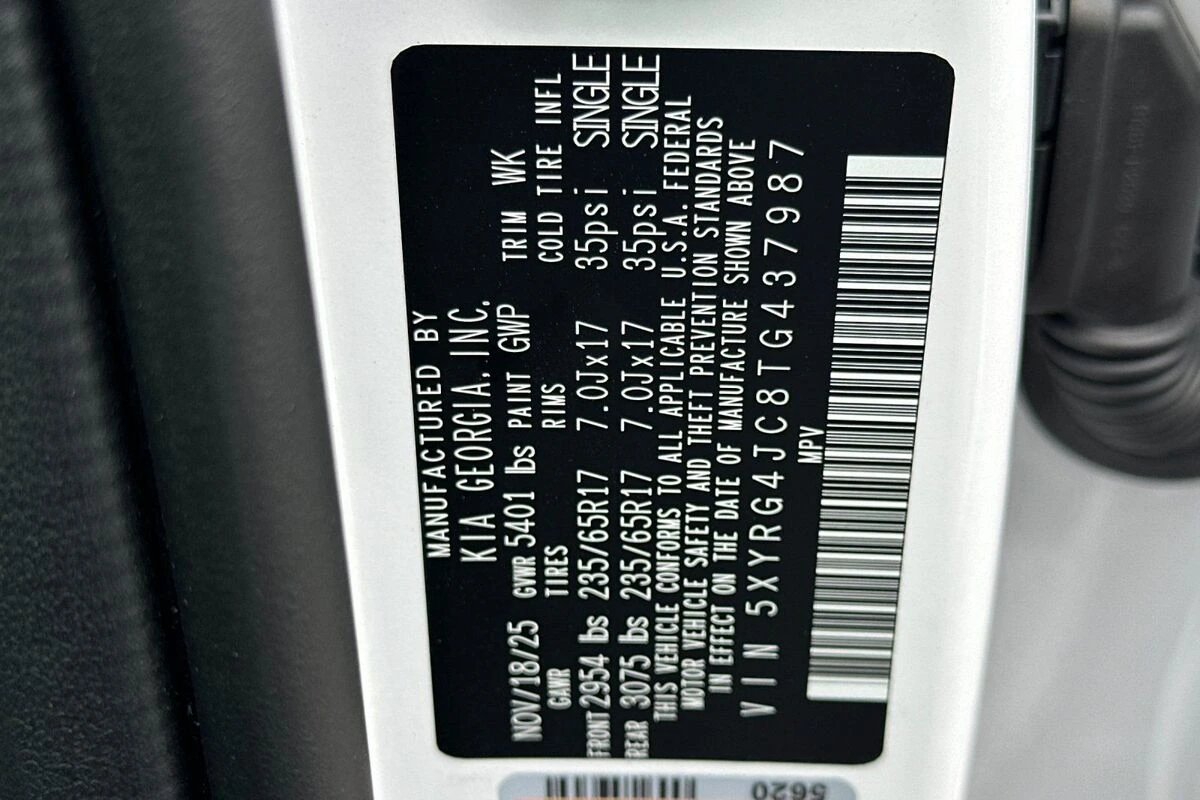 MANUFACTURED BY
KIA GEORGIA, INC.
NOV/18/25 GVWR 5401 lbs PAINT GWP TRIM WK
GAWR TIRES RIMS COLD TIRE INFL
FRONT 2954 lbs 235/65R17 7.0Jx17 35psi SINGLE
REAR 3075 lbs 235/65R17 7.0Jx17 35psi SINGLE
THIS VEHICLE CONFORMS TO ALL APPLICABLE U.S.A. FEDERAL
MOTOR VEHICLE SAFETY AND THEFT PREVENTION STANDARDS
IN EFFECT ON THE DATE OF MANUFACTURE SHOWN ABOVE
VIN 5XYRG4JC8TG437987
MPV
5620